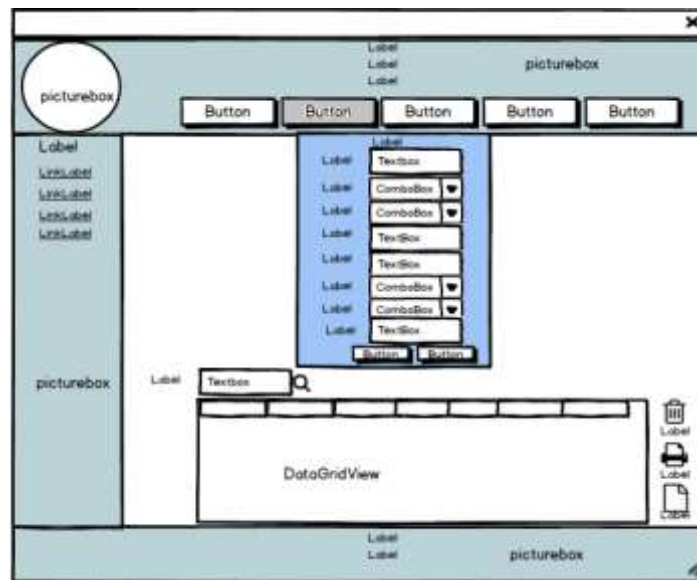 Label
Label
picturebox
Label
picturebox
Button Button Button Button Button
Label
Label
LinkLabel
LinkLabel
LinkLabel
LinkLabel
Label Textbox
Label ComboBox
Label ComboBox
Label TextBox
Label TextBox
Label ComboBox
Label ComboBox
Label TextBox
Button Button
picturebox
Label Textbox
DataGridView
Label
Label
Label
Label
Label
picturebox